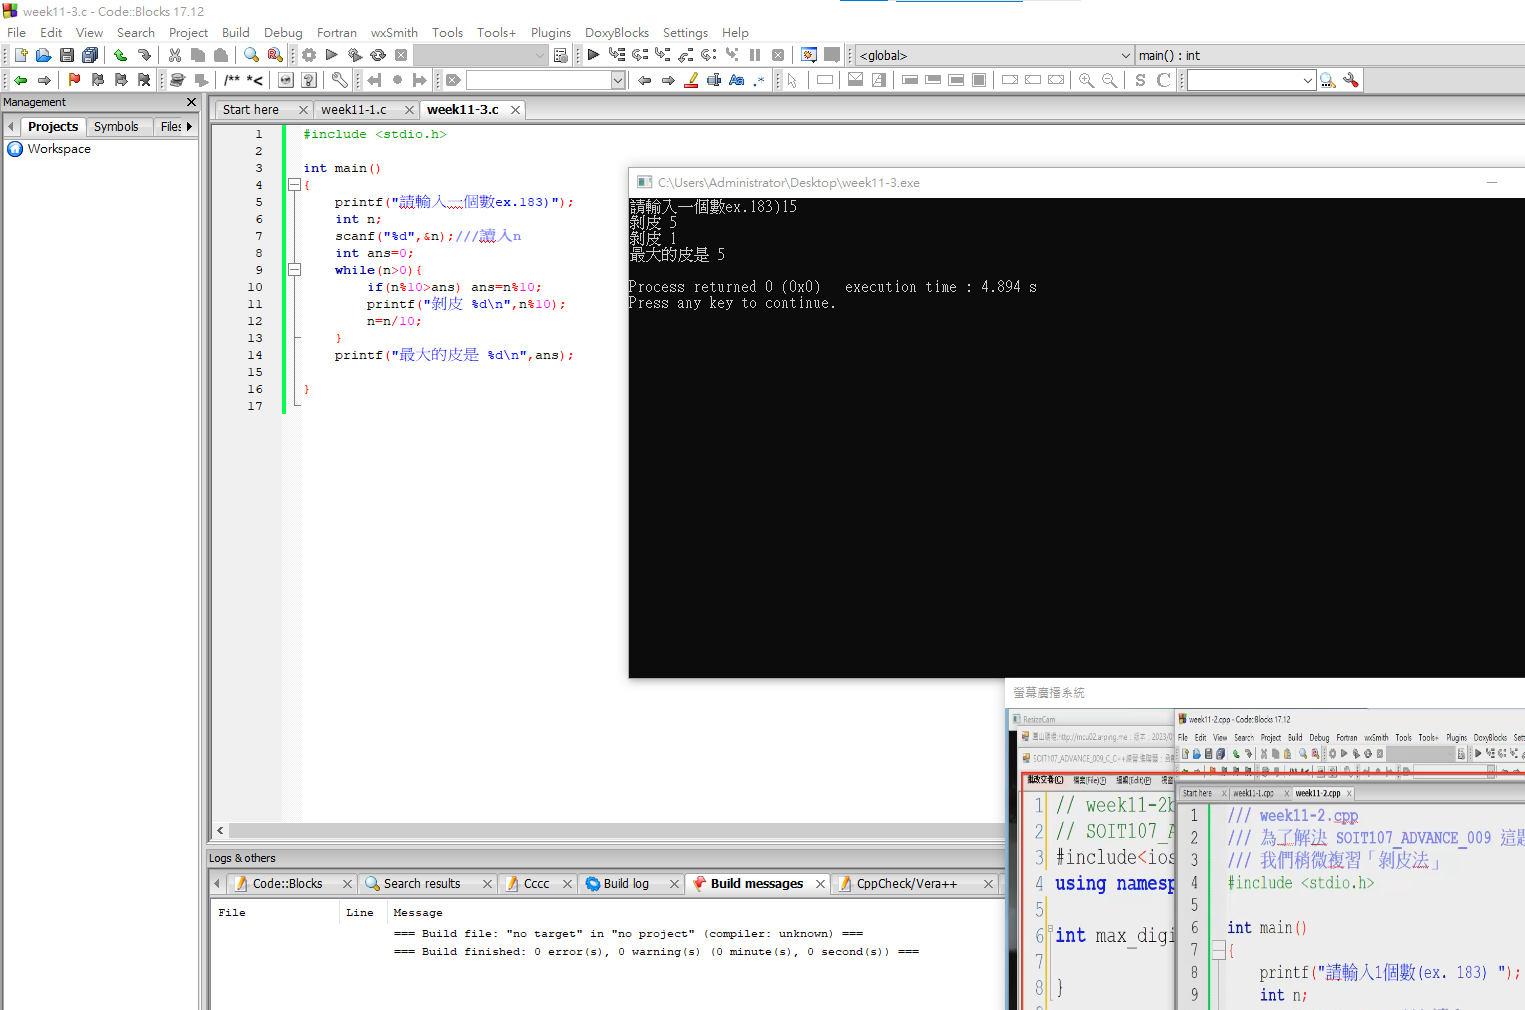 week11-3.c - Code::Blocks 17.12
File Edit View Search Project Build Debug Fortran wxSmith Tools Tools+ Plugins DoxyBlocks Settings Help
<global> main() : int
/** *<
Management
Projects Symbols Files
Workspace
Start here week11-1.c week11-3.c
1 #include <stdio.h>
2
3 int main()
4 {
5 printf("請輸入一個數ex.183)");
6 int n;
7 scanf("%d",&n);///讀入n
8 int ans=0;
9 while(n>0){
10 if(n%10>ans) ans=n%10;
11 printf("剝皮 %d\n",n%10);
12 n=n/10;
13 }
14 printf("最大的皮是 %d\n",ans);
15
16 }
17
C:\Users\Administrator\Desktop\week11-3.exe
請輸入一個數ex.183)15
剝皮 5
剝皮 1
最大的皮是 5
Process returned 0 (0x0) execution time : 4.894 s
Press any key to continue.
Logs & others
Code::Blocks Search results Cccc Build log Build messages CppCheck/Vera++
File Line Message
=== Build file: "no target" in "no project" (compiler: unknown) ===
=== Build finished: 0 error(s), 0 warning(s) (0 minute(s), 0 second(s)) ===
螢幕廣播系統
ResizeCam
SOIT107_ADVANCE_009_C_C++
1 // week11-2b
2 // SOIT107_A
3 #include<ios
4 using namesp
5
6 int max_digi
7
8 }
9
week11-2.cpp - Code::Blocks 17.12
File Edit View Search Project Build Debug Fortran wxSmith Tools Tools+ Plugins DoxyBlocks Sett
Start here week11-1.cpp week11-2.cpp
1 /// week11-2.cpp
2 /// 為了解決 SOIT107_ADVANCE_009 這題
3 /// 我們稍微複習「剝皮法」
4 #include <stdio.h>
5
6 int main()
7 {
8 printf("請輸入1個數(ex. 183) ");
9 int n;